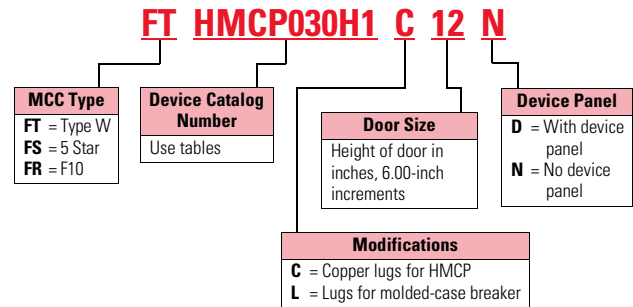 FT HMCP030H1 C 12 N
MCC Type
FT = Type W
FS = 5 Star
FR = F10
Device Catalog
Number
Use tables
Door Size
Height of door in
inches, 6.00-inch
increments
Device Panel
D = With device
panel
N = No device
panel
Modifications
C = Copper lugs for HMCP
L = Lugs for molded-case breaker